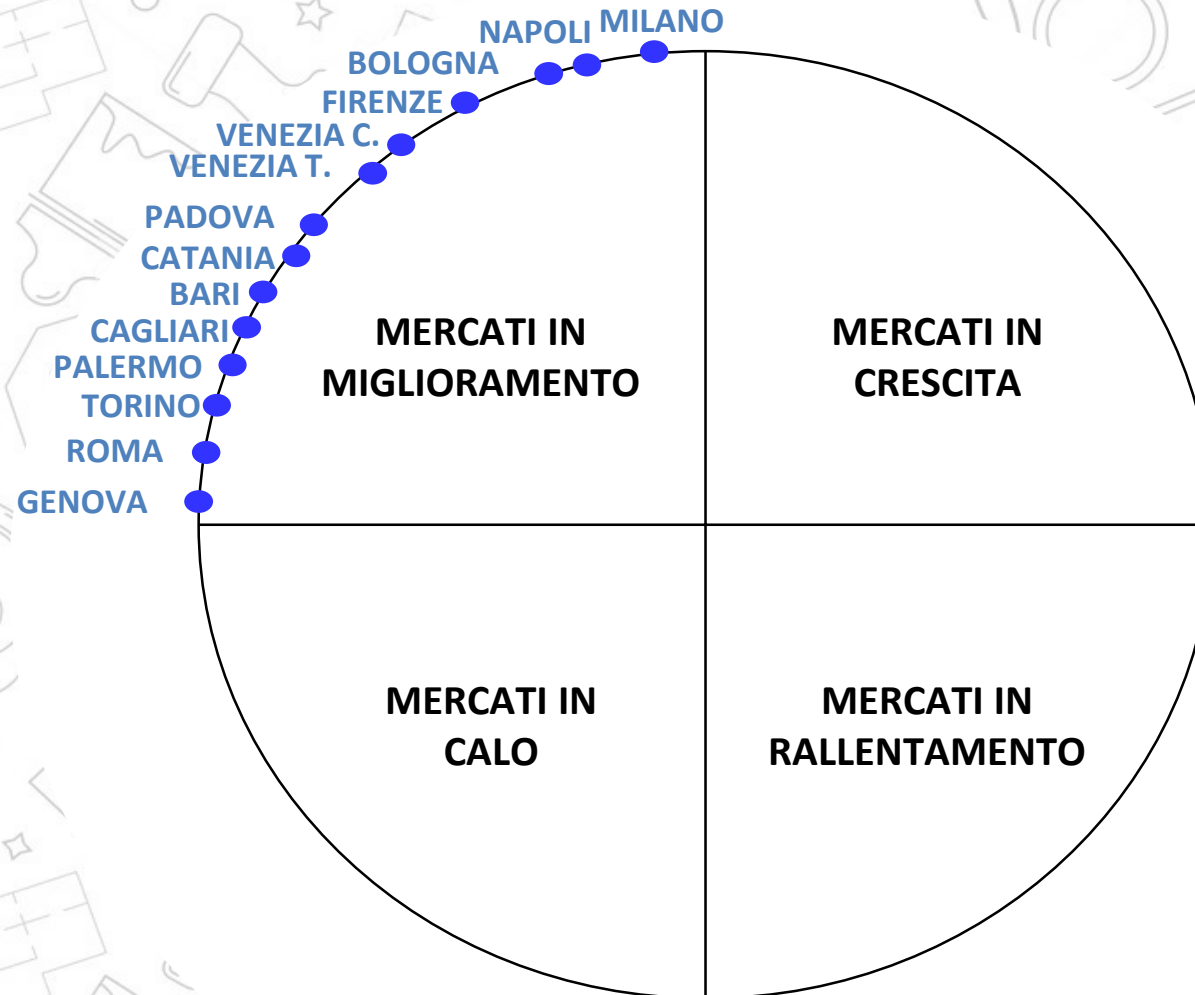 NAPOLI
MILANO
BOLOGNA
FIRENZE
VENEZIA C.
VENEZIA T.
PADOVA
CATANIA
BARI
CAGLIARI
PALERMO
TORINO
ROMA
GENOVA
MERCATI IN
MIGLIORAMENTO
MERCATI IN
CRESCITA
MERCATI IN
CALO
MERCATI IN
RALLENTAMENTO